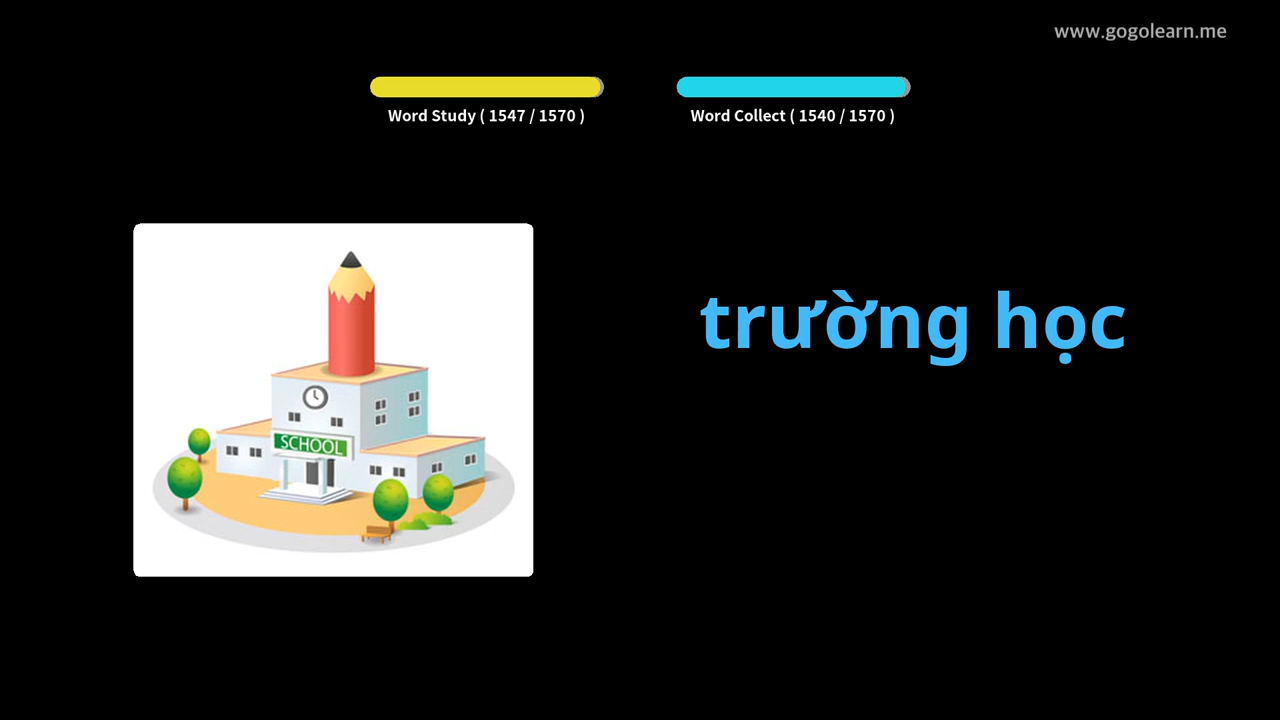 www.gogolearn.me
Word Study ( 1547 / 1570 )
Word Collect ( 1540 / 1570 )
trường học
SCHOOL